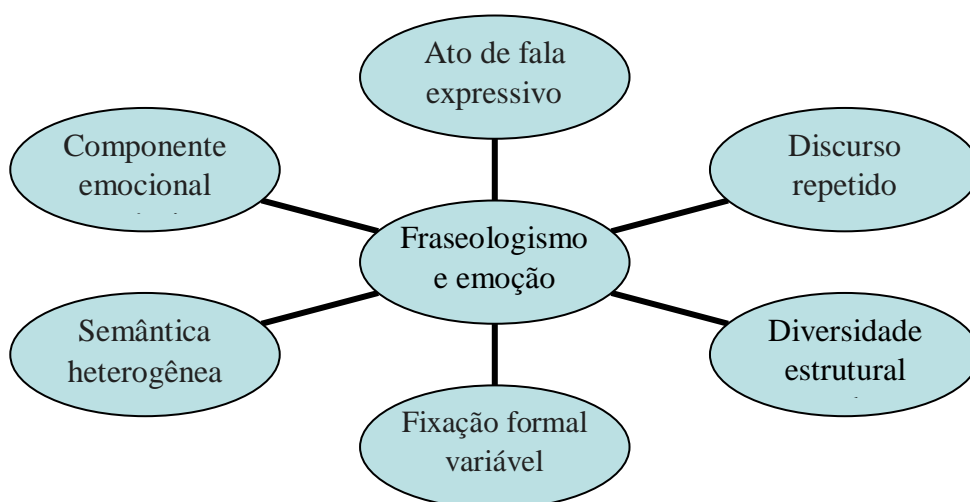 Ato de fala
expressivo
Componente
emocional
Discurso
repetido
Fraseologismo
e emoção
Semântica
heterogênea
Diversidade
estrutural
Fixação formal
variável